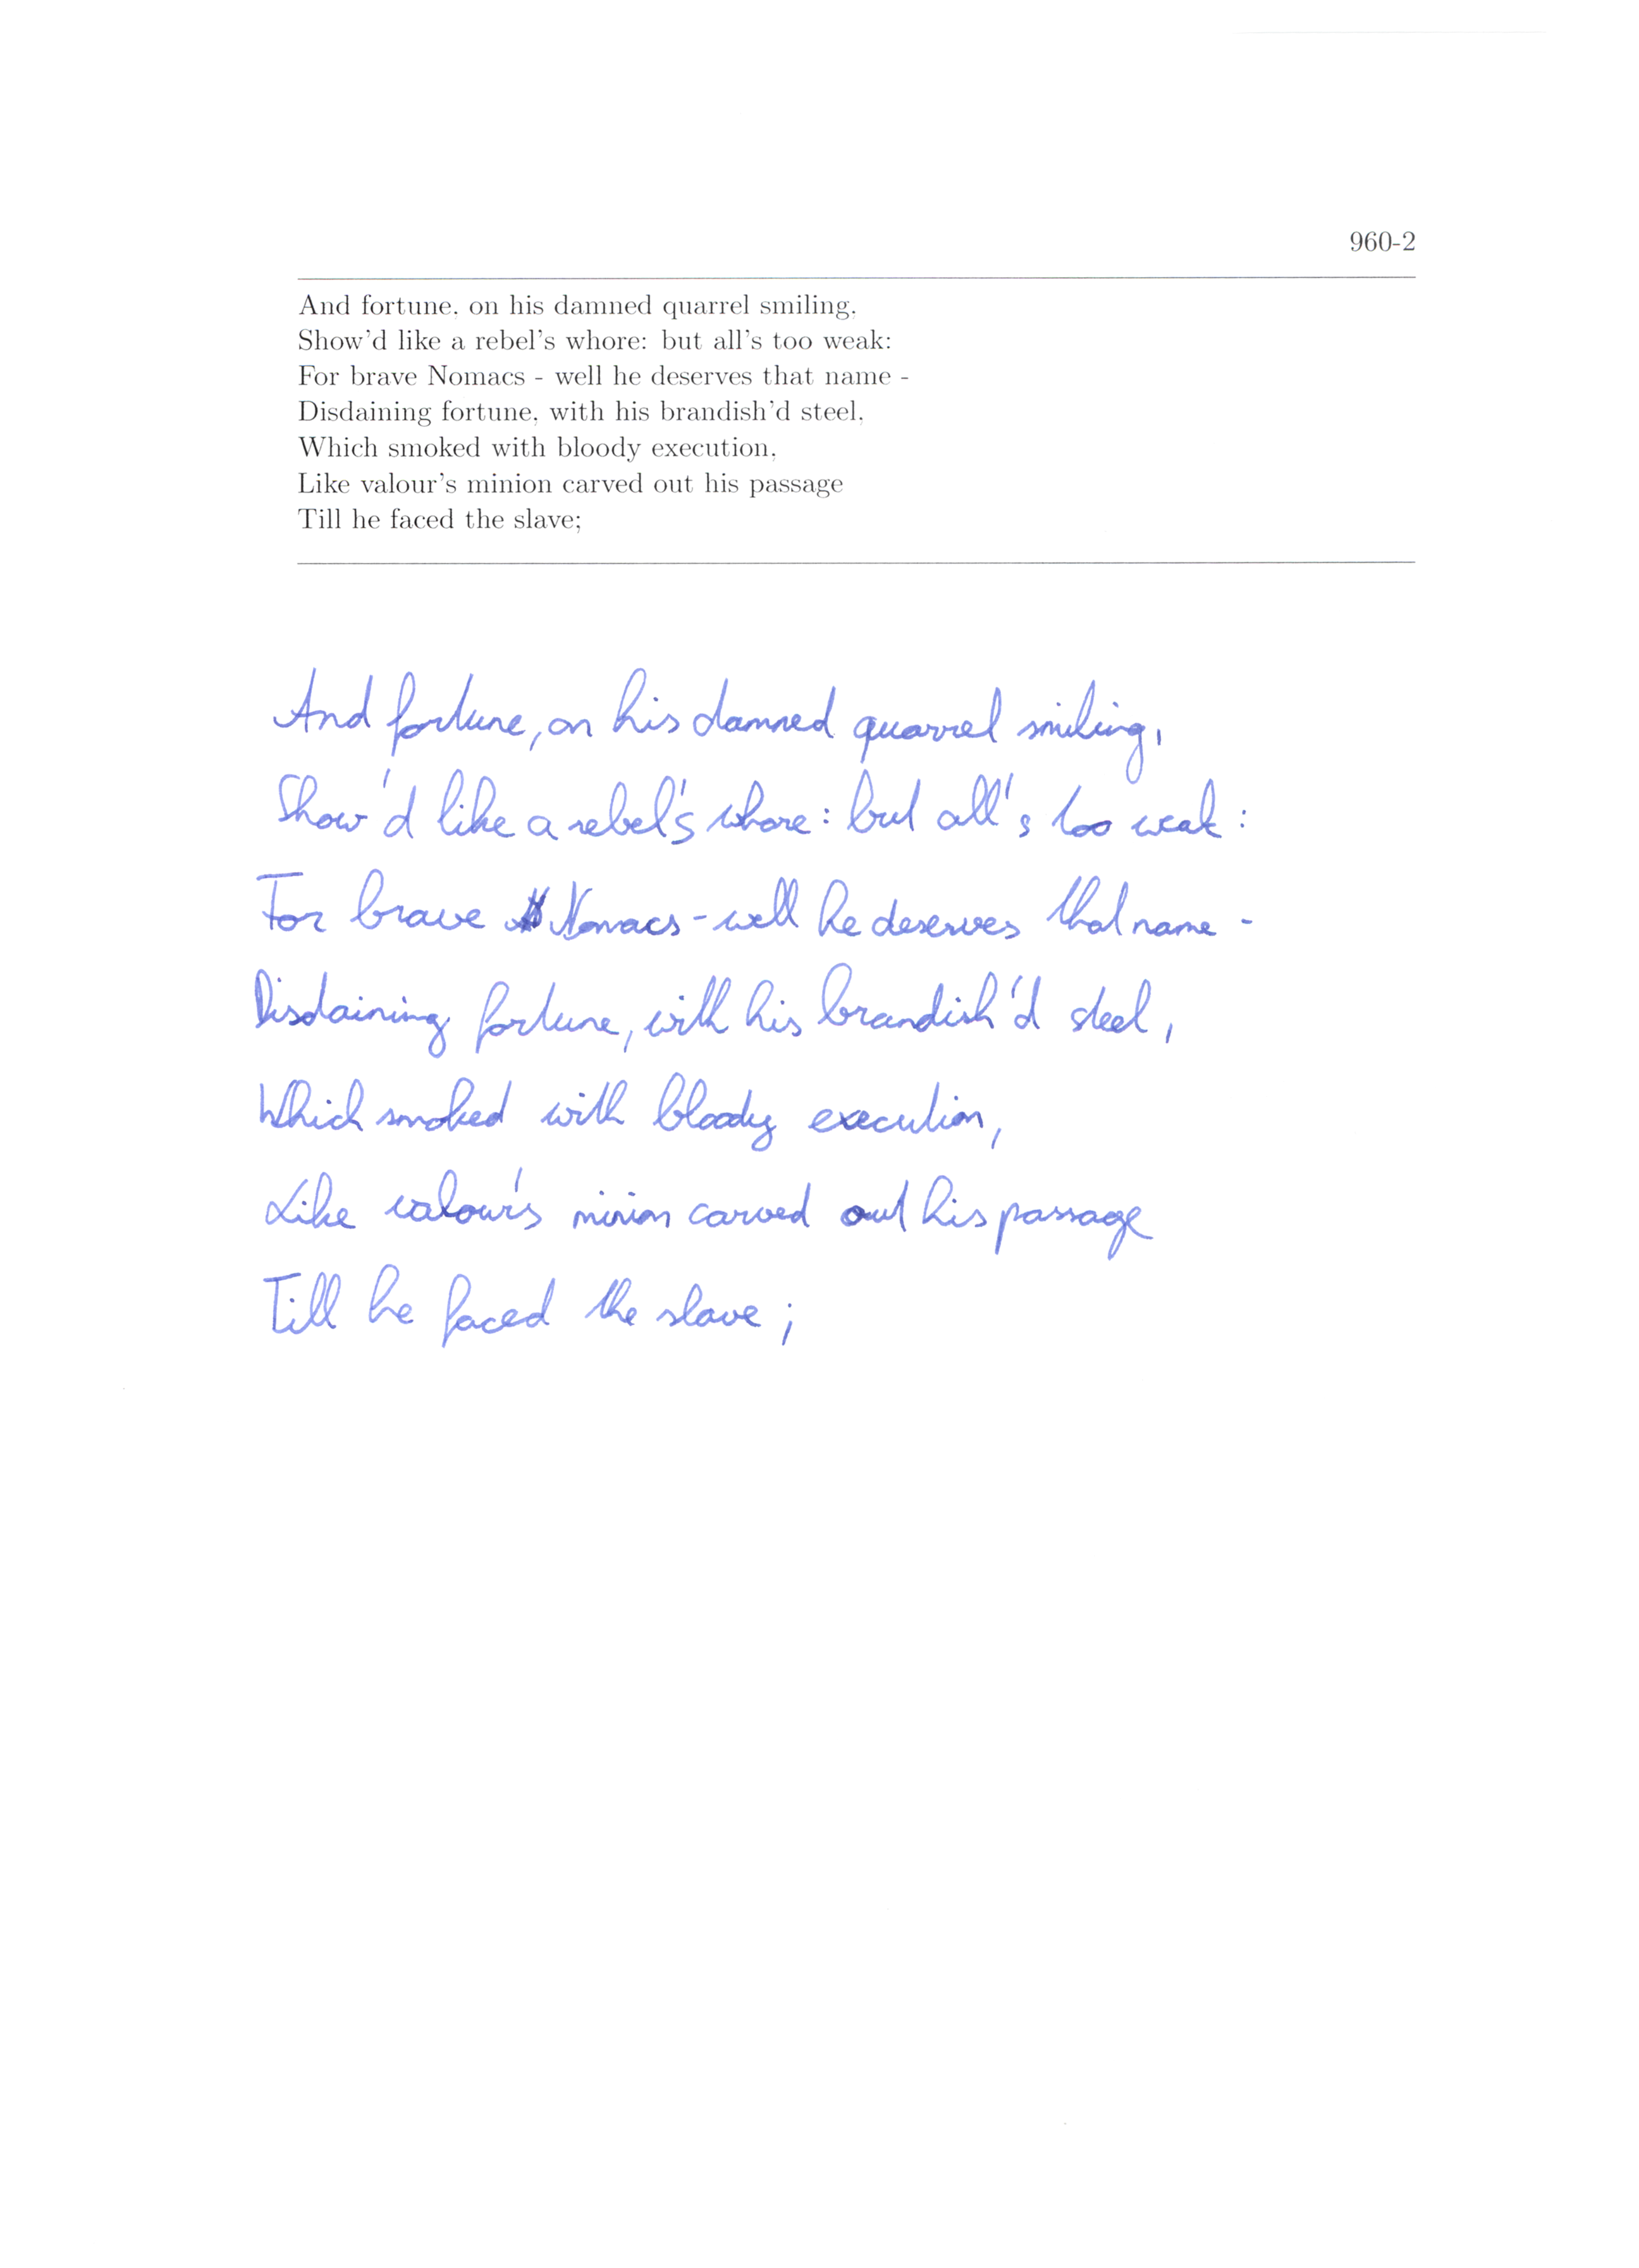 960-2
And fortune, on his damned quarrel smiling,
Show'd like a rebel's whore: but all's too weak:
For brave Nomacs - well he deserves that name -
Disdaining fortune, with his brandish'd steel,
Which smoked with bloody execution,
Like valour's minion carved out his passage
Till he faced the slave;
And fortune, on his damned quarrel smiling,
Show'd like a rebel's whore: but all's too weak:
For brave Nomacs - well he deserves that name -
Disdaining fortune, with his brandish'd steel,
Which smoked with bloody execution,
Like valour's minion carved out his passage
Till he faced the slave;